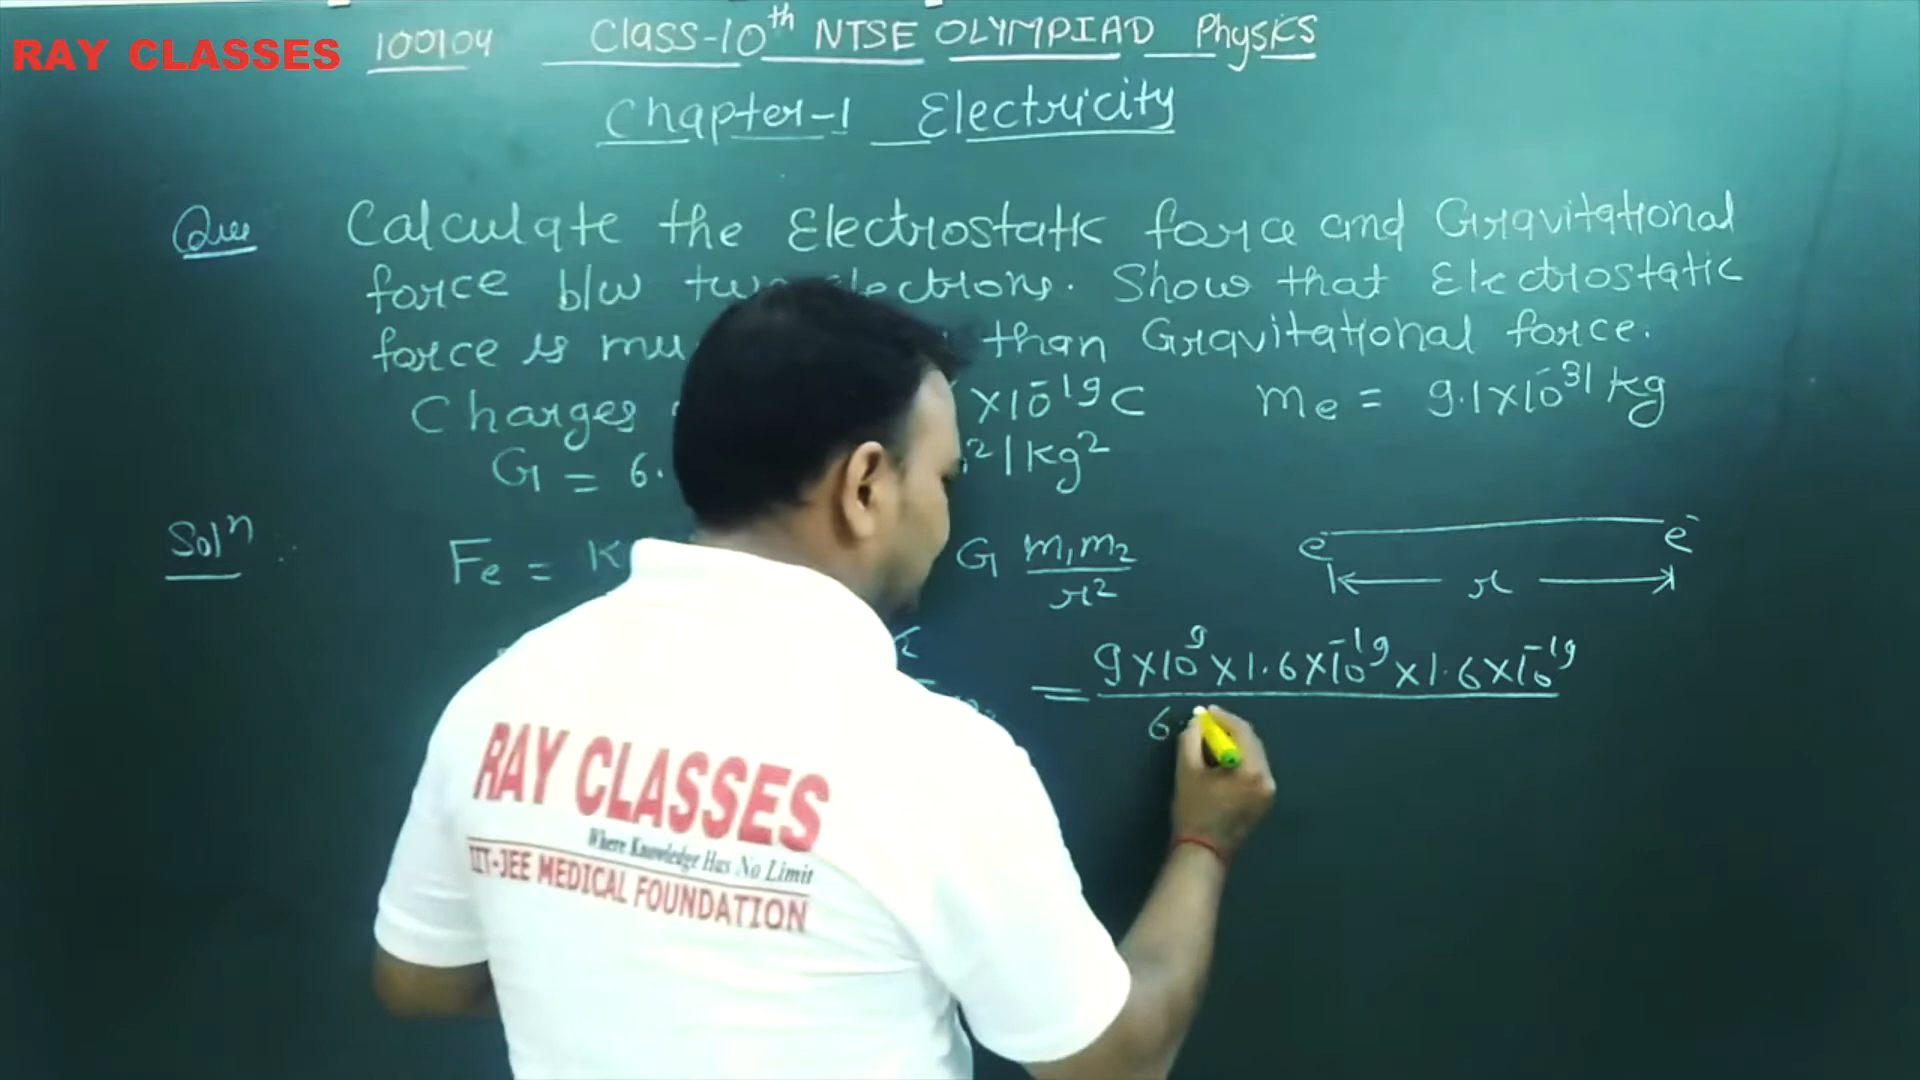 RAY CLASSES 100104 Class-10th NTSE OLYMPIAD Physics
Chapter-1 Electricity
Que Calculate the Electrostatic force and Gravitational
force b/w two electrons. Show that Electrostatic
force is than Gravitational force.
Charges ×10⁻¹⁹C mₑ = 9.1×10⁻³¹ kg
G = 6. ²/kg²
Solⁿ. Fe = K G m₁m₂/r² e⁻ e⁻
r
= 9×10⁹×1.6×10⁻¹⁹×1.6×10⁻¹⁹
6.
RAY CLASSES
Where Knowledge Has No Limit
IIT-JEE MEDICAL FOUNDATION